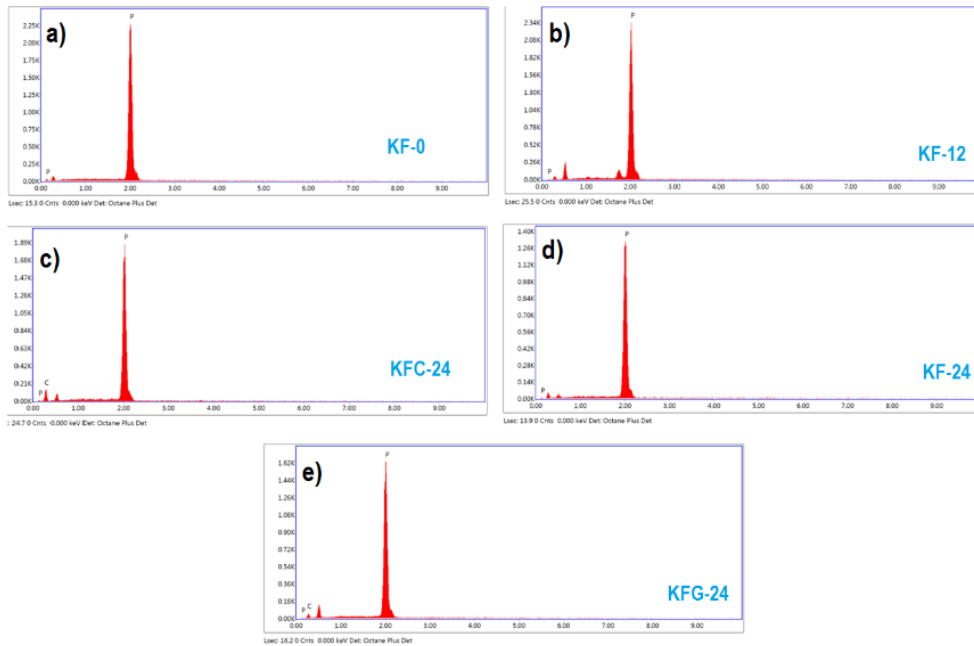 a)
P
2.25K
2.00K
1.75K
1.50K
1.25K
1.00K
0.75K
0.50K
0.25K
0.00K
P
KF-0
0.00 1.00 2.00 3.00 4.00 5.00 6.00 7.00 8.00 9.00
Lsec: 15.3 0 Cnts 0.000 keV Det: Octane Plus Det
b)
P
2.34K
2.08K
1.82K
1.56K
1.30K
1.04K
0.78K
0.52K
0.26K
0.00K
P
KF-12
0.00 1.00 2.00 3.00 4.00 5.00 6.00 7.00 8.00 9.00
Lsec: 25.5 0 Cnts 0.000 keV Det: Octane Plus Det
c)
P
1.89K
1.68K
1.47K
1.26K
1.05K
0.84K
0.63K
0.42K
0.21K
0.00K
P C
KFC-24
0.00 1.00 2.00 3.00 4.00 5.00 6.00 7.00 8.00 9.00
: 24.7 0 Cnts 0.000 keV Det: Octane Plus Det
d)
P
1.40K
1.26K
1.12K
0.98K
0.84K
0.70K
0.56K
0.42K
0.28K
0.14K
0.00K
P
KF-24
0.00 1.00 2.00 3.00 4.00 5.00 6.00 7.00 8.00 9.00
Lsec: 13.9 0 Cnts 0.000 keV Det: Octane Plus Det
e)
P
1.62K
1.44K
1.26K
1.08K
0.90K
0.72K
0.54K
0.36K
0.18K
0.00K
P C
KFG-24
0.00 1.00 2.00 3.00 4.00 5.00 6.00 7.00 8.00 9.00
Lsec: 16.2 0 Cnts 0.000 keV Det: Octane Plus Det